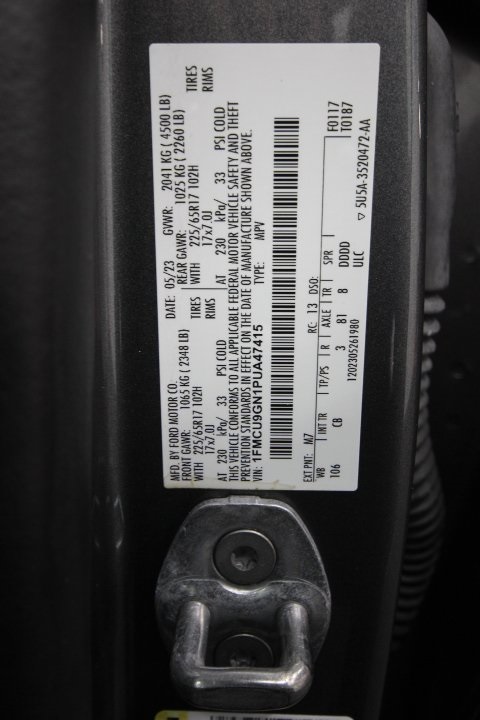 MFD. BY FORD MOTOR CO. DATE: 05/23 GVWR: 2041 KG ( 4500 LB)
FRONT GAWR: 1065 KG ( 2348 LB) REAR GAWR: 1025 KG ( 2260 LB)
WITH 225/65R17 102H TIRES WITH 225/65R17 102H TIRES
17x7.0J RIMS 17x7.0J RIMS
AT 230 kPa/ 33 PSI COLD AT 230 kPa/ 33 PSI COLD
THIS VEHICLE CONFORMS TO ALL APPLICABLE FEDERAL MOTOR VEHICLE SAFETY AND THEFT
PREVENTION STANDARDS IN EFFECT ON THE DATE OF MANUFACTURE SHOWN ABOVE.
VIN: 1FMCU9GN1PUA47415 TYPE: MPV
EXT PNT: M7 RC: 13 DSO: F0117
WB INT TR TP/PS R AXLE TR SPR T0187
106 CB 3 81 8 DDDD
1202305261980 ULC
▽ 5U5A-3520472-AA